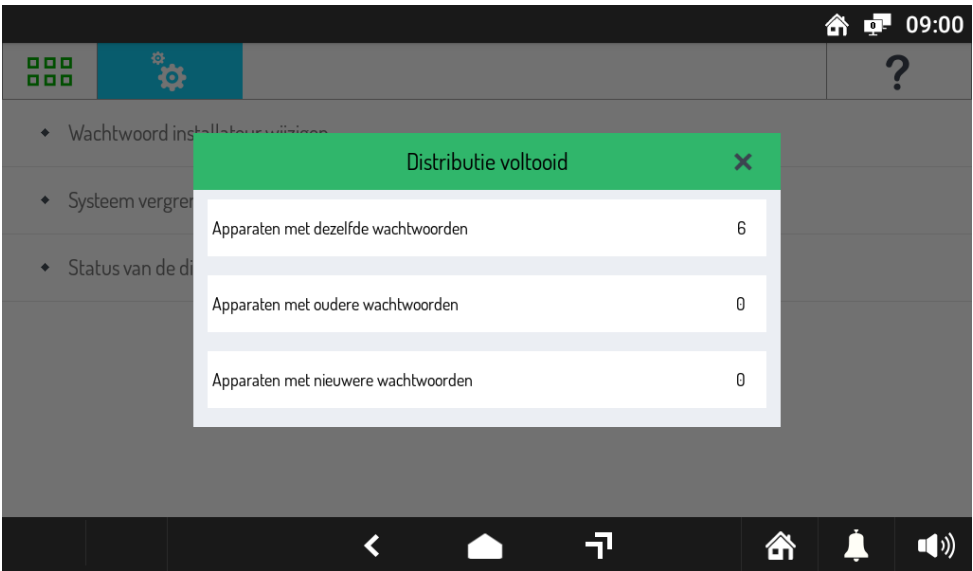 09:00
?
Wachtwoord installateur wijzigen
Distributie voltooid
Systeem vergren
Apparaten met dezelfde wachtwoorden 6
Status van de di
Apparaten met oudere wachtwoorden 0
Apparaten met nieuwere wachtwoorden 0